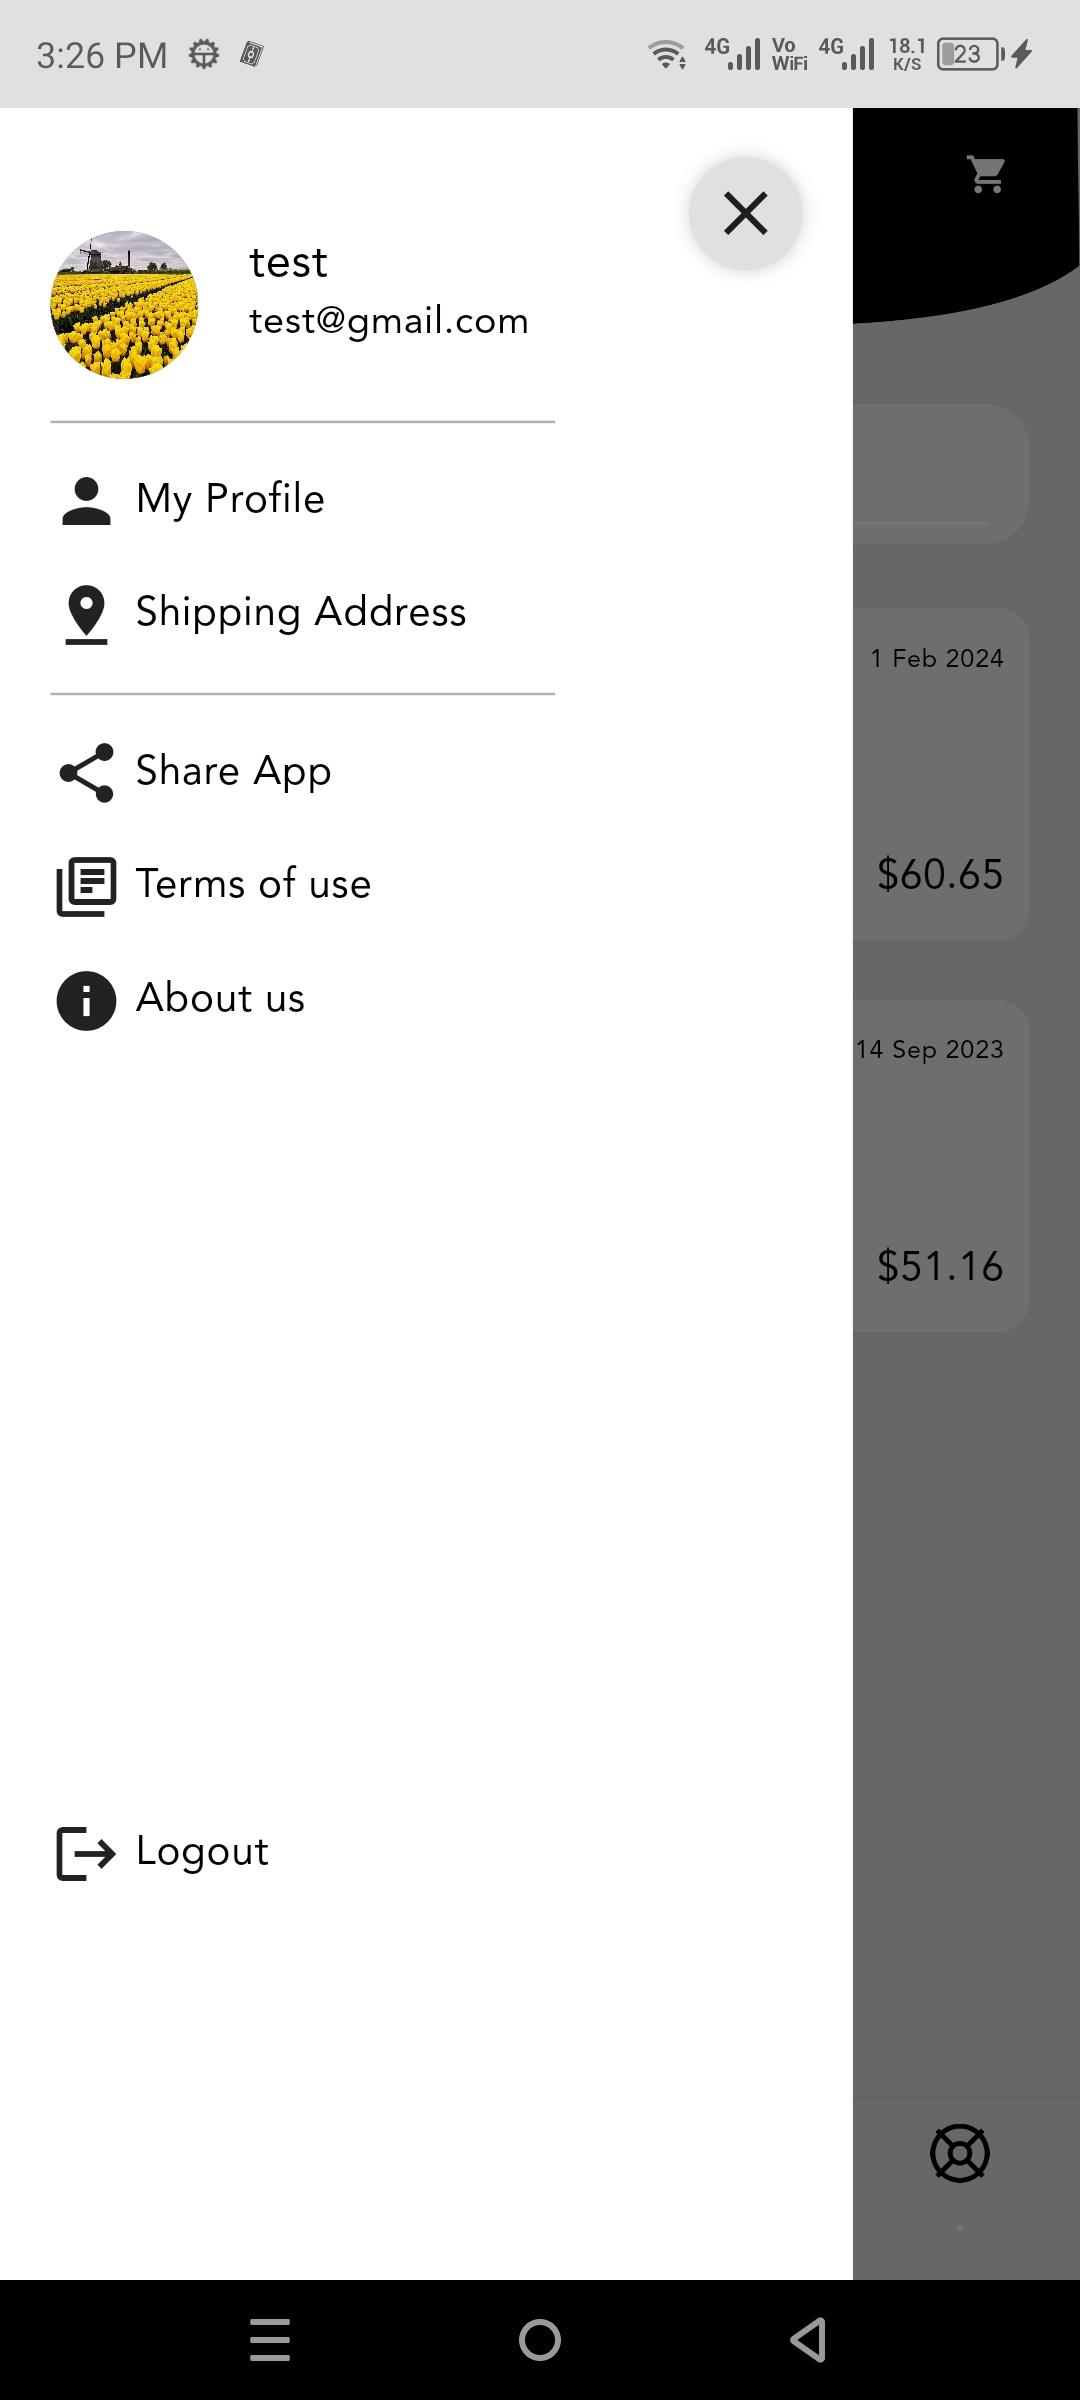 3:26 PM
4G
Vo
WiFi
4G
18.1
K/S
23
test
test@gmail.com
My Profile
Shipping Address
1 Feb 2024
Share App
$60.65
Terms of use
About us
14 Sep 2023
$51.16
Logout